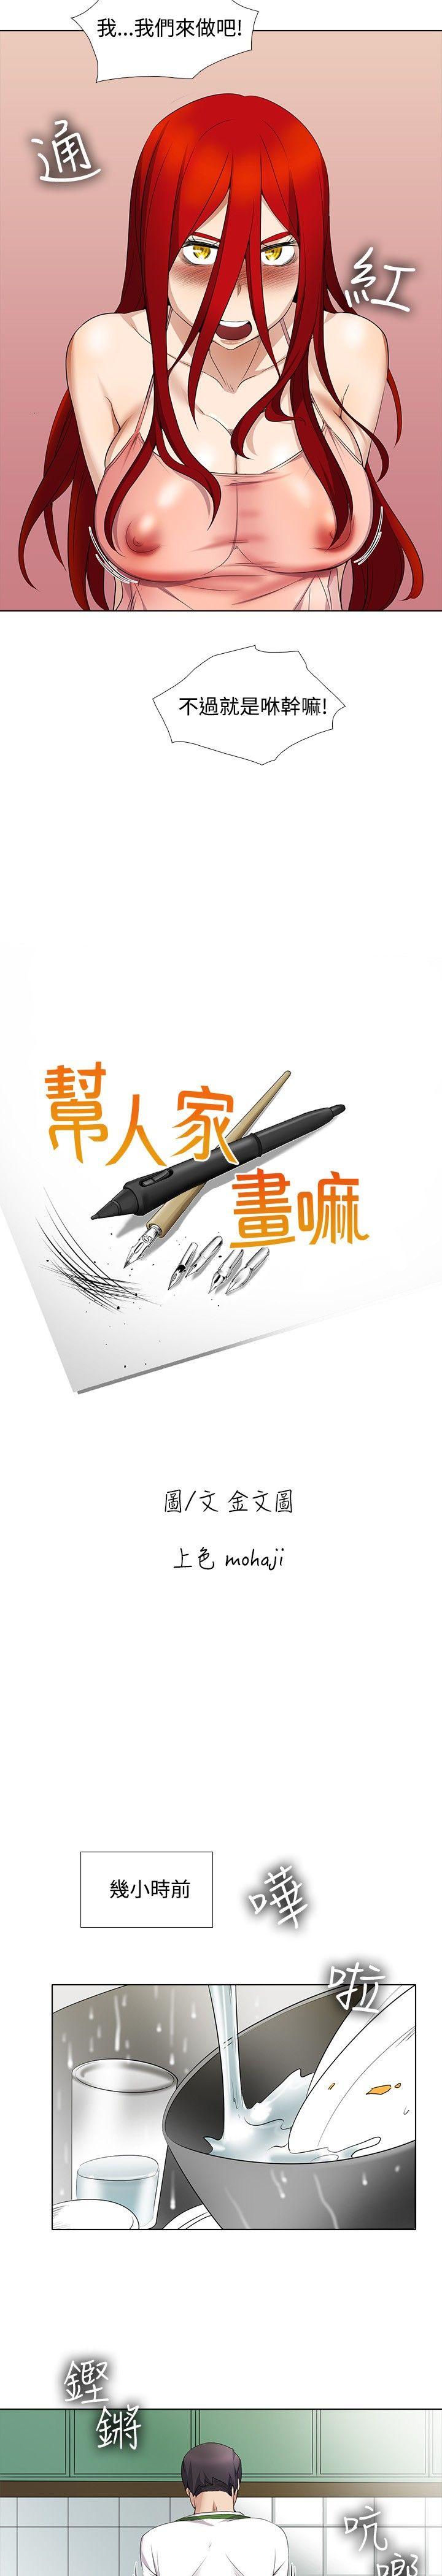 我...我們來做吧!
通
紅
不過就是咻幹嘛!
幫人家
畫嘛
圖/文 金文圖
上色 mohaji
幾小時前
嘩
啦
鏗
鏘
吭
啷